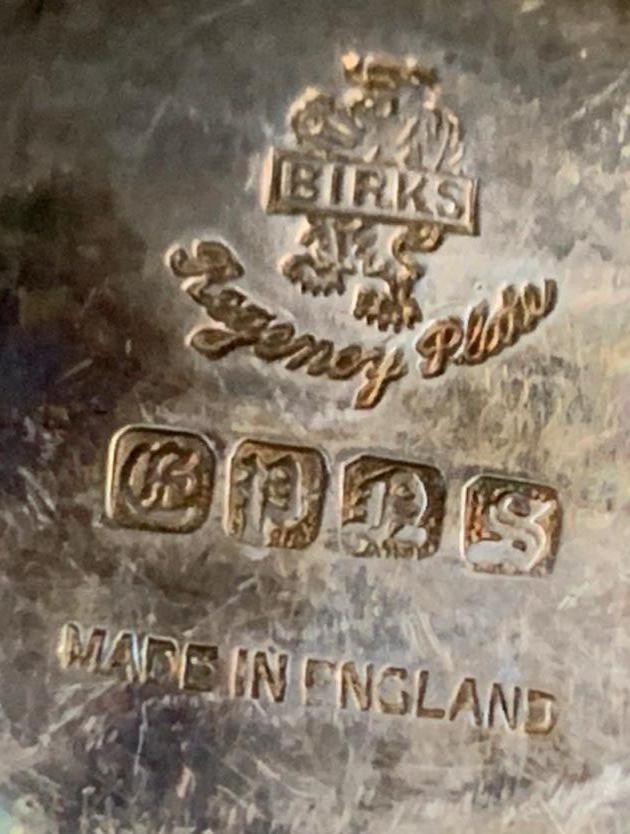 BIRKS
Regency Plate
P S
MADE IN ENGLAND